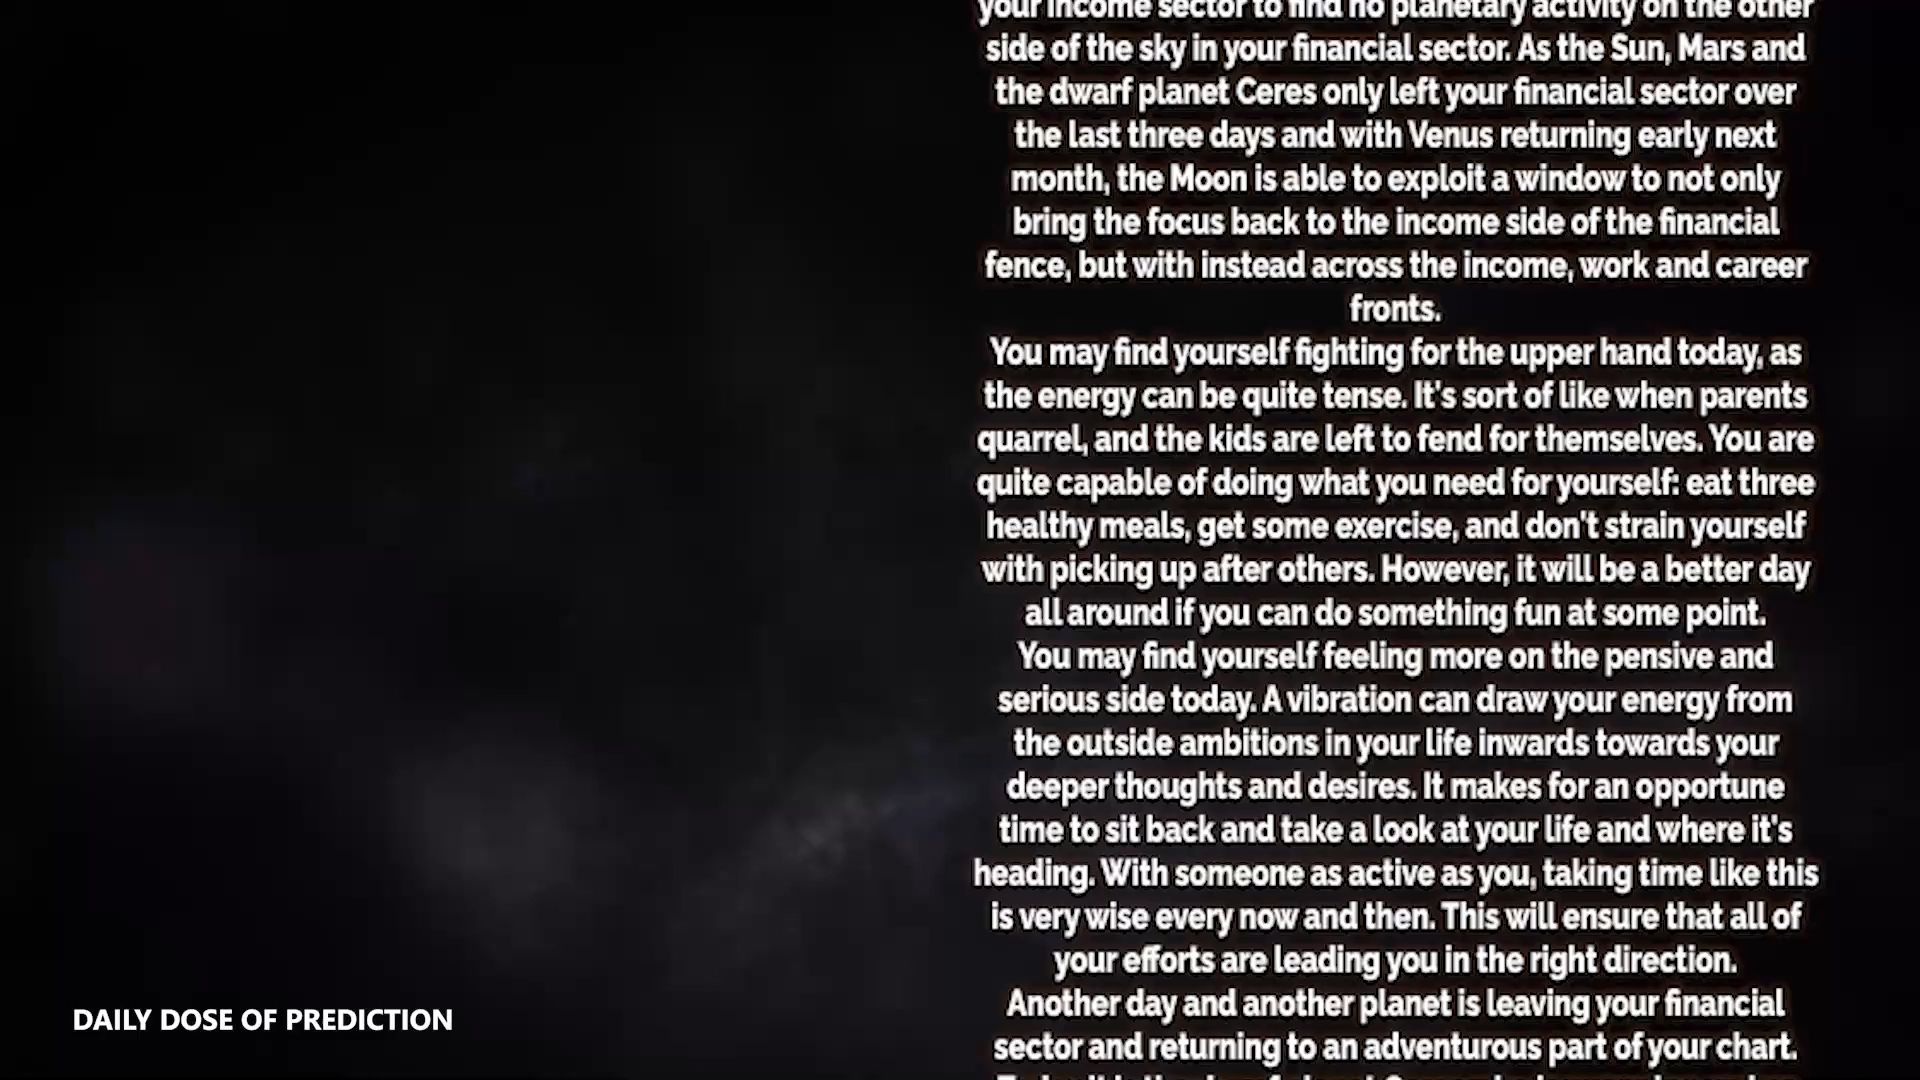 your income sector to find no planetary activity on the other
side of the sky in your financial sector. As the Sun, Mars and
the dwarf planet Ceres only left your financial sector over
the last three days and with Venus returning early next
month, the Moon is able to exploit a window to not only
bring the focus back to the income side of the financial
fence, but with instead across the income, work and career
fronts.
You may find yourself fighting for the upper hand today, as
the energy can be quite tense. It's sort of like when parents
quarrel, and the kids are left to fend for themselves. You are
quite capable of doing what you need for yourself: eat three
healthy meals, get some exercise, and don't strain yourself
with picking up after others. However, it will be a better day
all around if you can do something fun at some point.
You may find yourself feeling more on the pensive and
serious side today. A vibration can draw your energy from
the outside ambitions in your life inwards towards your
deeper thoughts and desires. It makes for an opportune
time to sit back and take a look at your life and where it's
heading. With someone as active as you, taking time like this
is very wise every now and then. This will ensure that all of
your efforts are leading you in the right direction.
Another day and another planet is leaving your financial
sector and returning to an adventurous part of your chart.
DAILY DOSE OF PREDICTION